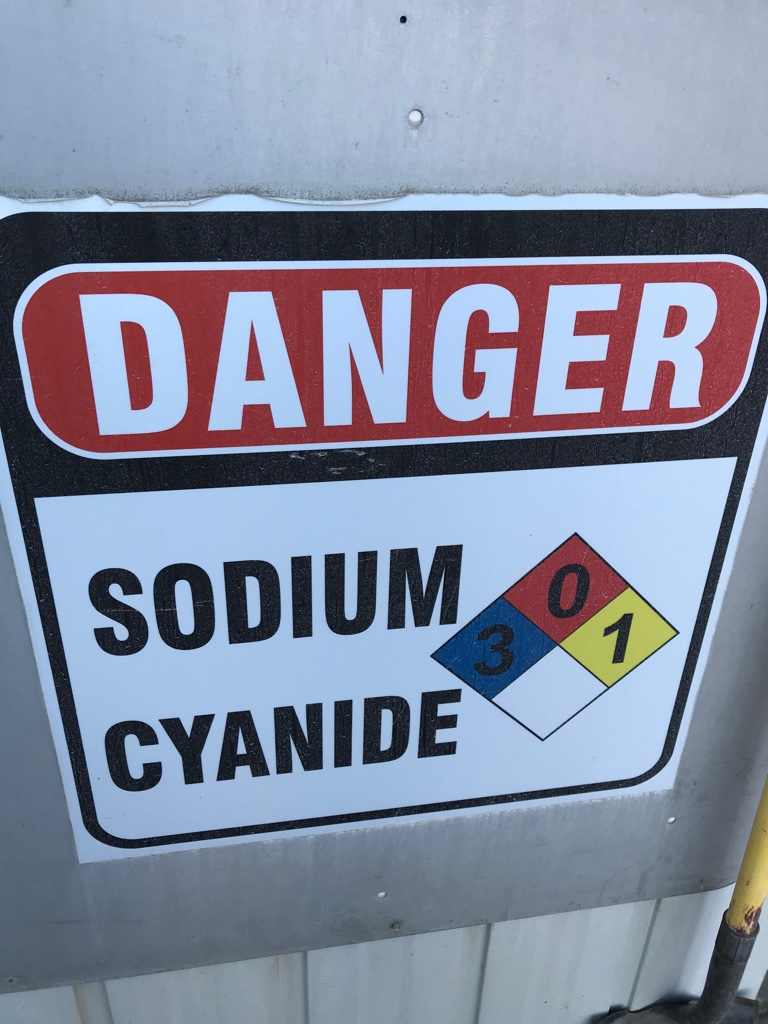 DANGER
SODIUM
CYANIDE
0
3
1